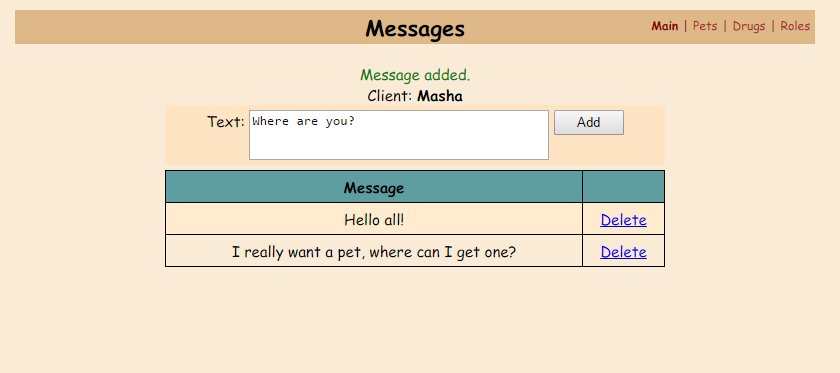 Messages
Main | Pets | Drugs | Roles
Message added.
Client: Masha
Text: Where are you? Add
Message
Hello all! Delete
I really want a pet, where can I get one? Delete